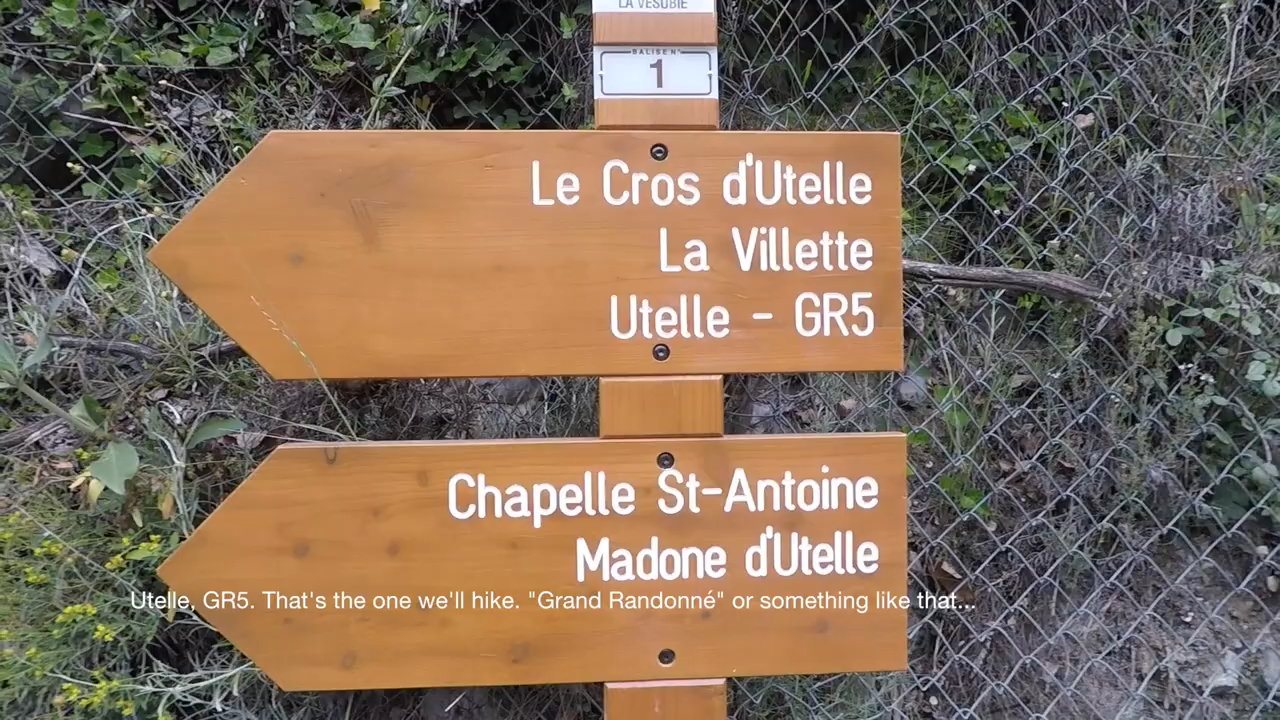 LA VÉSUBIE
BALISE N°
1
Le Cros d'Utelle
La Villette
Utelle - GR5
Chapelle St-Antoine
Madone d'Utelle
Utelle, GR5. That's the one we'll hike. "Grand Randonné" or something like that...